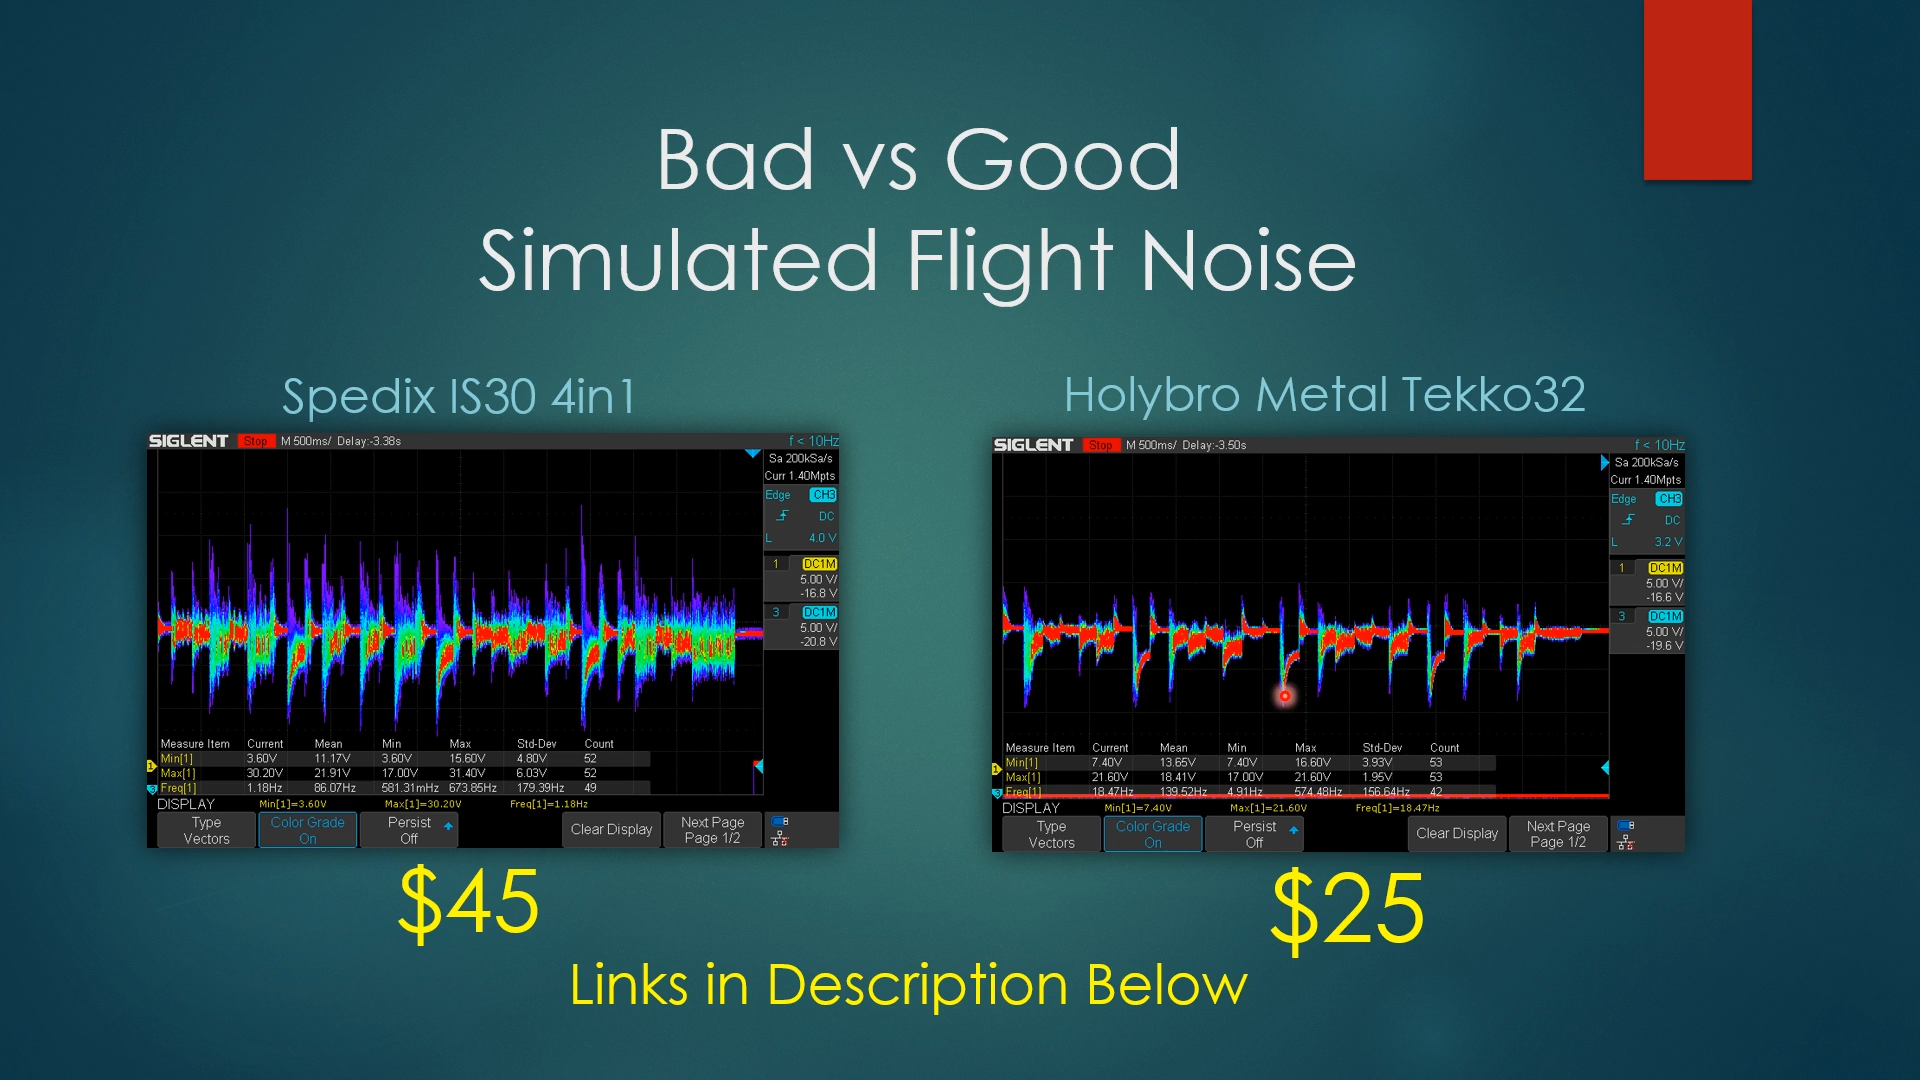 Bad vs Good
Simulated Flight Noise
Spedix IS30 4in1
SIGLENT Stop M 500ms/ Delay:-3.38s f < 10Hz
Sa 200kSa/s
Curr 1.40Mpts
Edge CH3
DC
L 4.0 V
1 DC1M
5.00 V/
-16.8 V
3 DC1M
5.00 V/
-20.8 V
Measure Item Current Mean Min Max Std-Dev Count
Min[1] 3.60V 11.17V 3.60V 15.60V 4.80V 52
Max[1] 30.20V 21.91V 17.00V 31.40V 6.03V 52
Freq[1] 1.18Hz 86.07Hz 581.31mHz 673.85Hz 179.39Hz 49
DISPLAY Min[1]=3.60V Max[1]=30.20V Freq[1]=1.18Hz
Type Color Grade Persist Clear Display Next Page
Vectors On Off Page 1/2
$45
Holybro Metal Tekko32
SIGLENT Stop M 500ms/ Delay:-3.50s f < 10Hz
Sa 200kSa/s
Curr 1.40Mpts
Edge CH3
DC
L 3.2 V
1 DC1M
5.00 V/
-16.6 V
3 DC1M
5.00 V/
-19.6 V
Measure Item Current Mean Min Max Std-Dev Count
Min[1] 7.40V 13.65V 7.40V 16.60V 3.93V 53
Max[1] 21.60V 18.41V 17.00V 21.60V 1.95V 53
Freq[1] 18.47Hz 139.52Hz 4.91Hz 574.48Hz 156.64Hz 42
DISPLAY Min[1]=7.40V Max[1]=21.60V Freq[1]=18.47Hz
Type Color Grade Persist Clear Display Next Page
Vectors On Off Page 1/2
$25
Links in Description Below